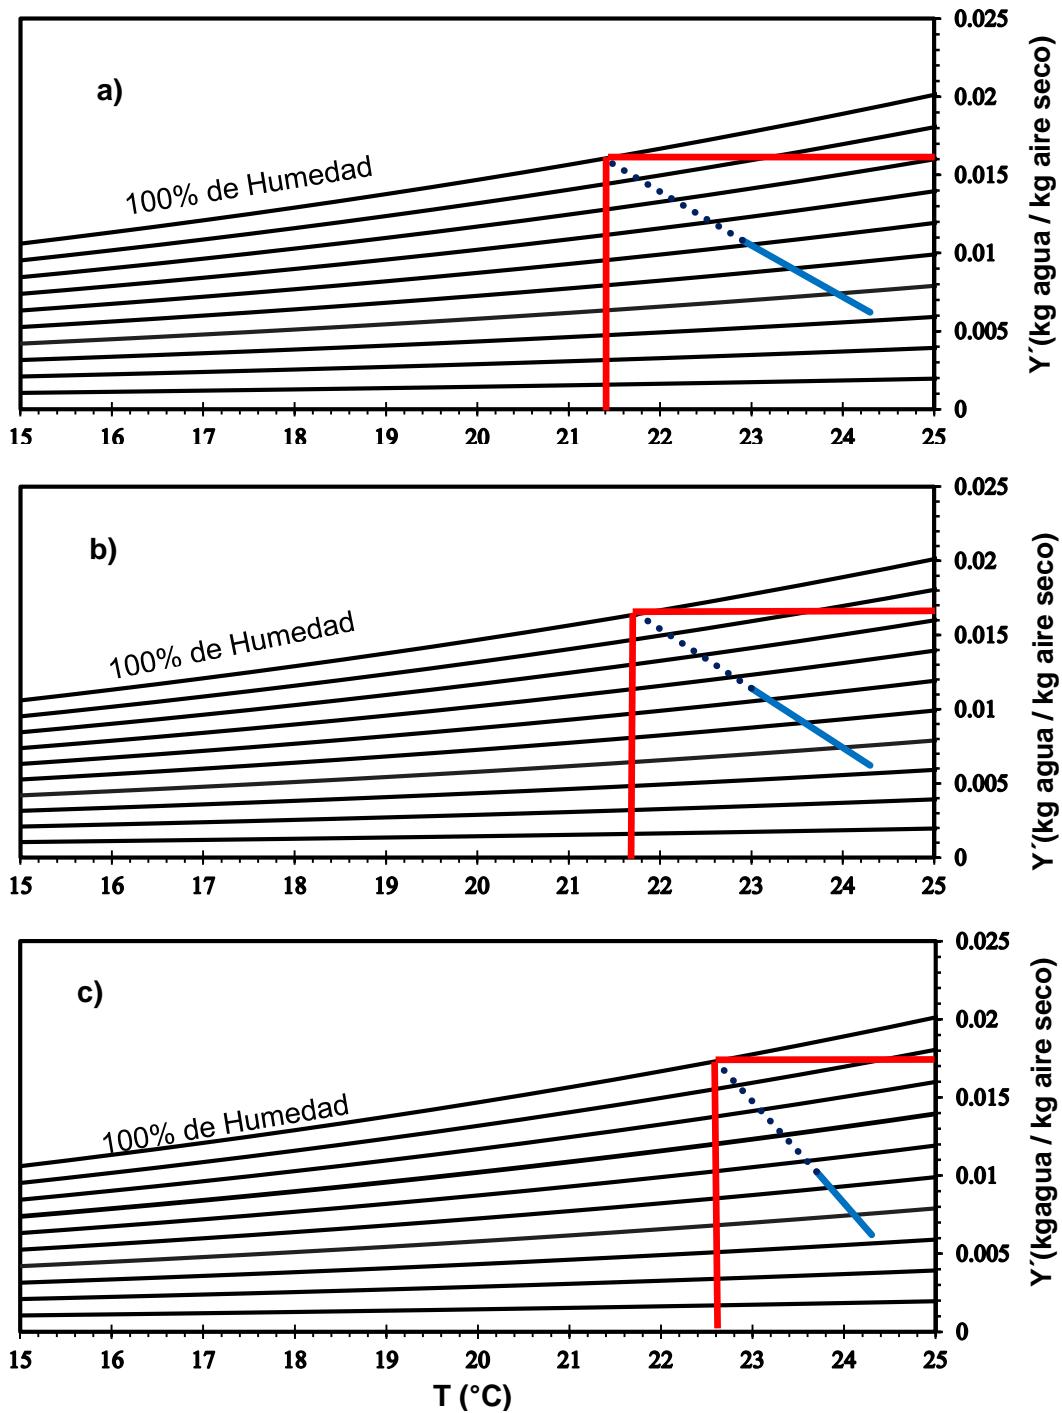 a)
100% de Humedad
0.025
0.02
0.015
0.01
0.005
0
Y´(kg agua / kg aire seco)
15 16 17 18 19 20 21 22 23 24 25
b)
100% de Humedad
0.025
0.02
0.015
0.01
0.005
0
Y´(kg agua / kg aire seco)
15 16 17 18 19 20 21 22 23 24 25
c)
100% de Humedad
0.025
0.02
0.015
0.01
0.005
0
Y´(kgagua / kg aire seco)
15 16 17 18 19 20 21 22 23 24 25
T (°C)